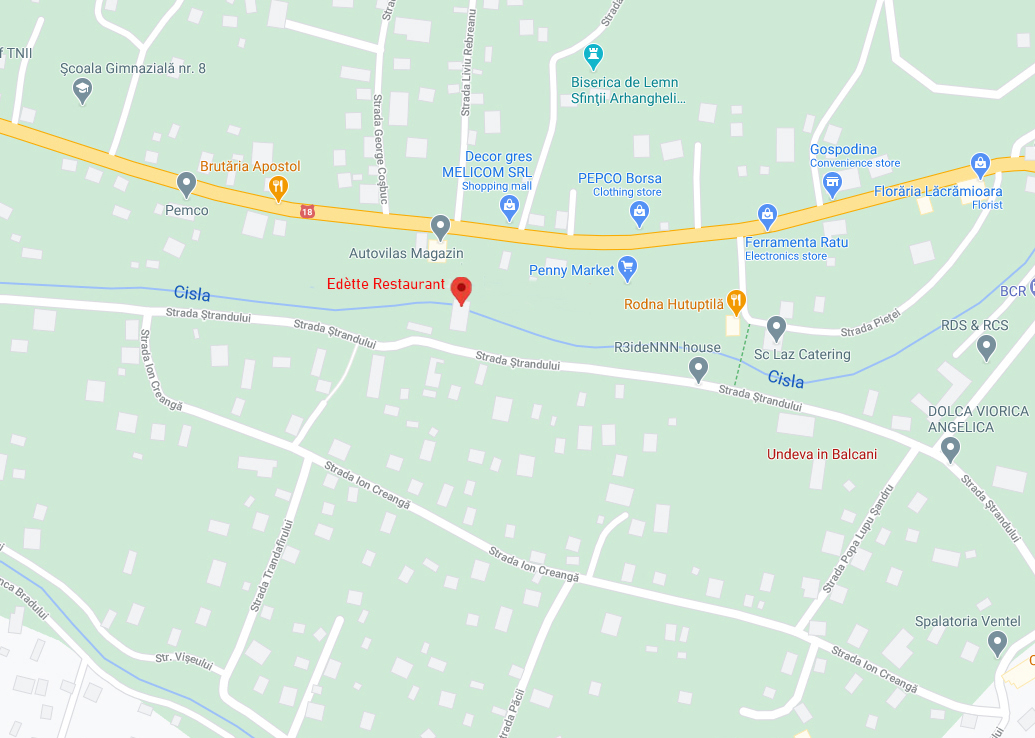 f TNII
Şcoala Gimnazială nr. 8
Strada George Coşbuc
Strada Liviu Rebreanu
Strada
Strada
Biserica de Lemn
Sfinţii Arhangheli...
Brutăria Apostol
Pemco
18
Decor gres
MELICOM SRL
Shopping mall
PEPCO Borsa
Clothing store
Gospodina
Convenience store
Florăria Lăcrămioara
Florist
Autovilas Magazin
Ferramenta Ratu
Electronics store
Penny Market
Edètte Restaurant
Cisla
Rodna Hutuptilă
BCR
Strada Ştrandului
Strada Ştrandului
Strada Pieţei
RDS & RCS
R3ideNNN house
Sc Laz Catering
Strada Ştrandului
Cisla
Strada Ştrandului
Strada Ion Creangă
DOLCA VIORICA
ANGELICA
Undeva in Balcani
Strada Ion Creangă
Strada Ştrandului
Strada Popa Lupu Şandru
Strada Trandafirului
Strada Ion Creangă
nca Bradului
Spalatoria Ventel
Str. Vişeului
Strada Ion Creangă
rada Păcii